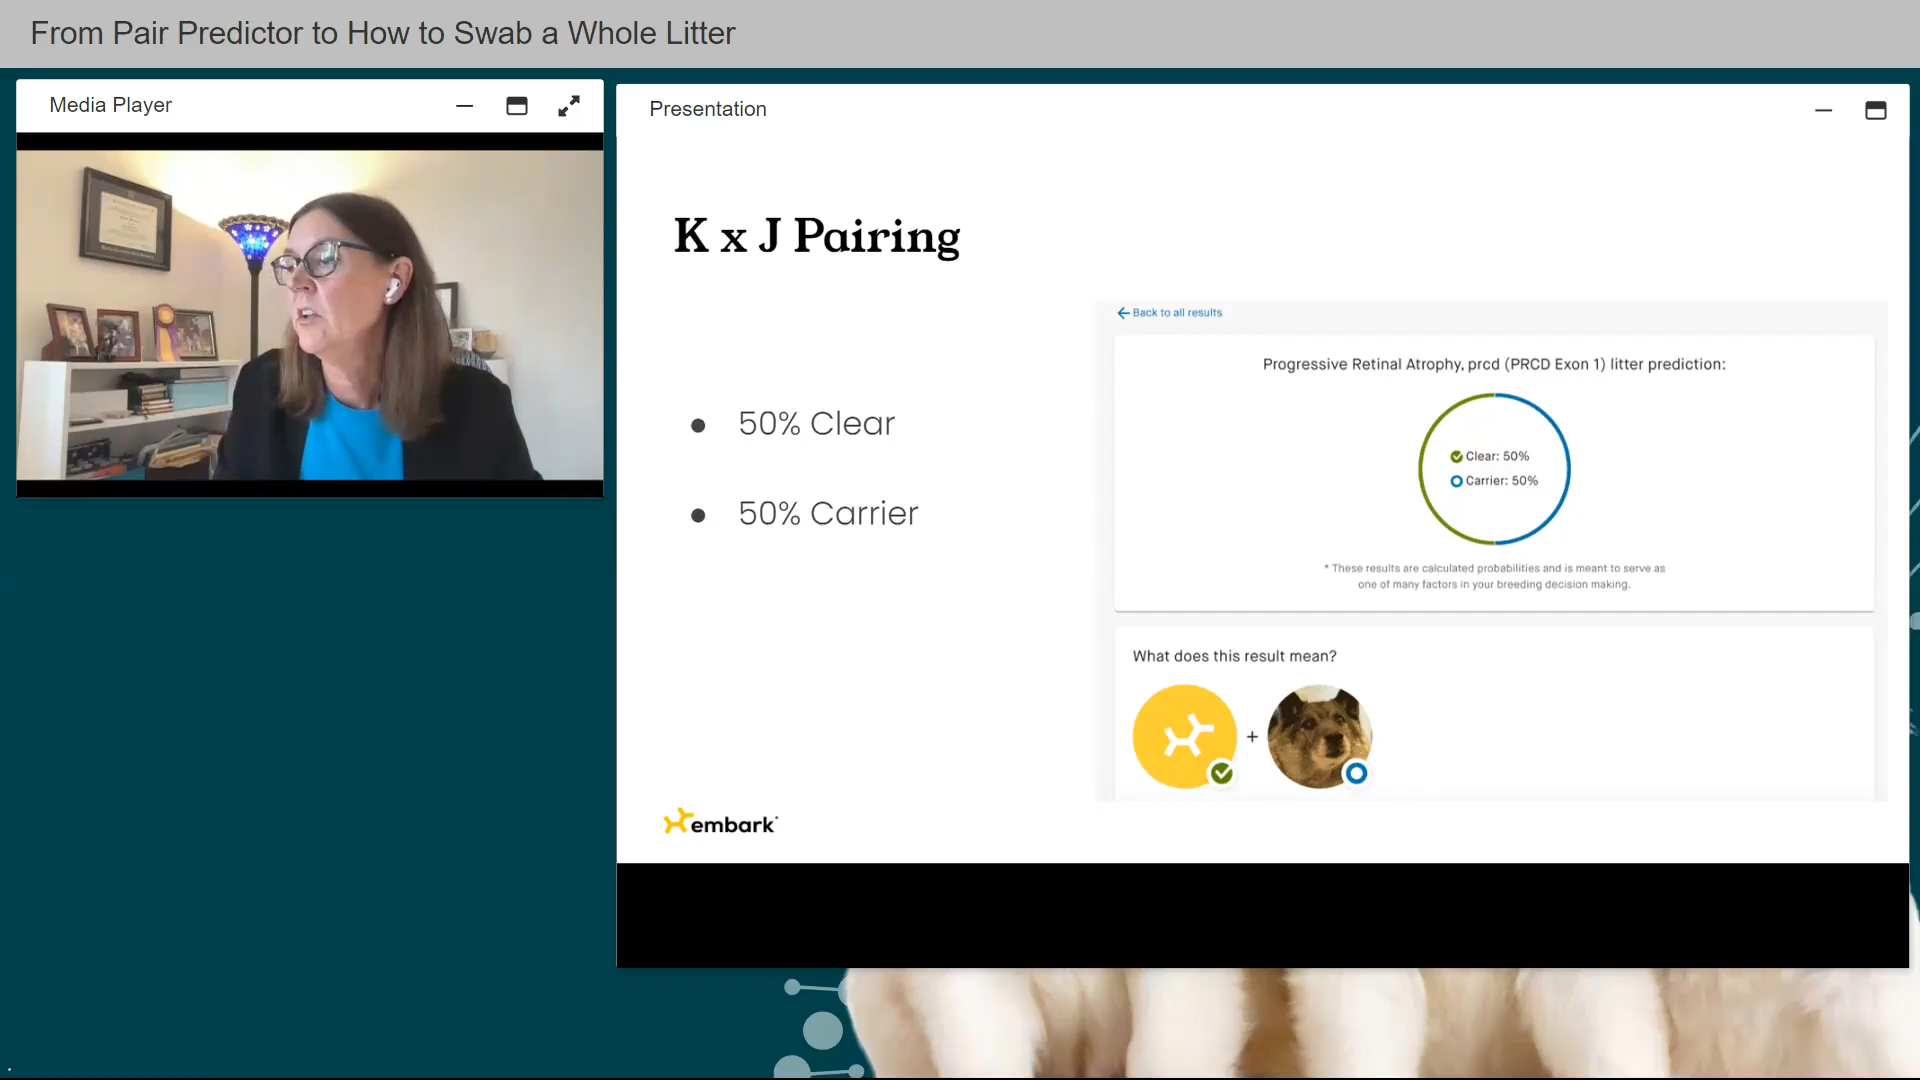 From Pair Predictor to How to Swab a Whole Litter
Media Player
Presentation
K x J Pairing
● 50% Clear
● 50% Carrier
Back to all results
Progressive Retinal Atrophy, prcd (PRCD Exon 1) litter prediction:
Clear: 50%
Carrier: 50%
* These results are calculated probabilities and is meant to serve as
one of many factors in your breeding decision making.
What does this result mean?
+
embark